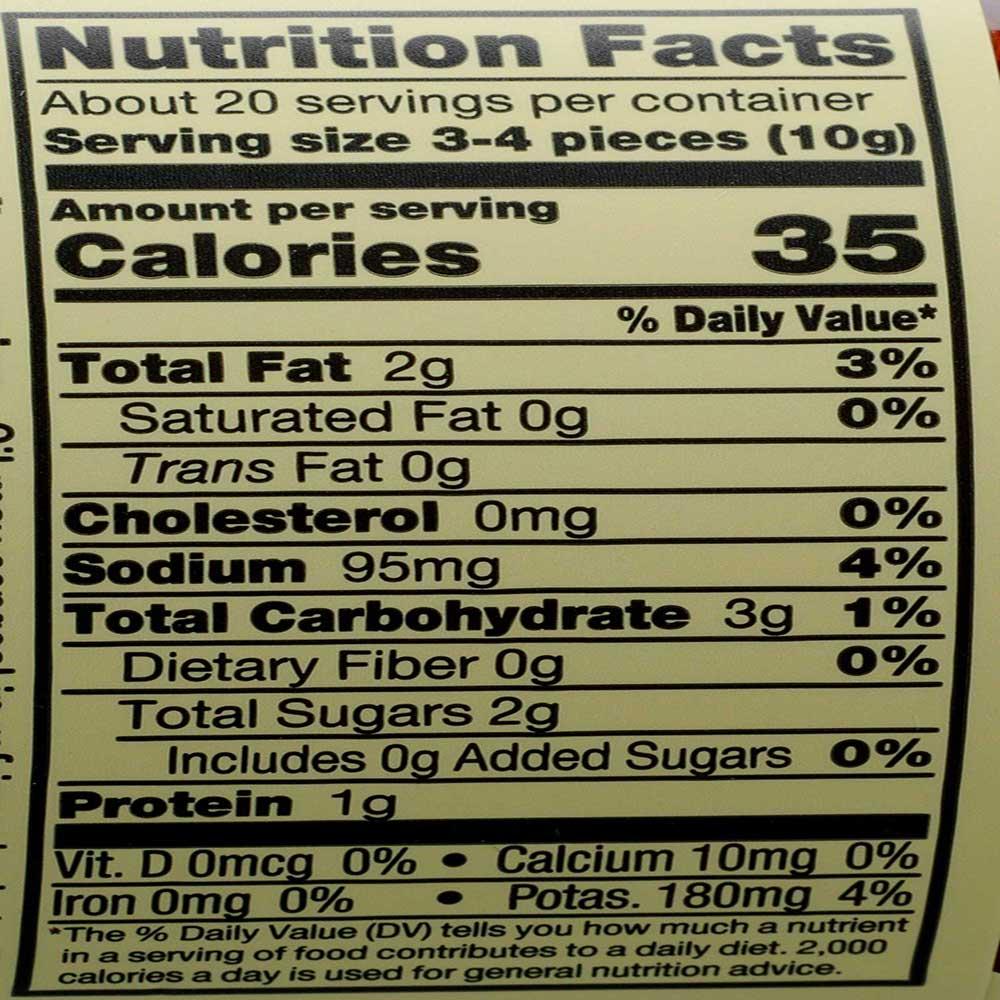 Nutrition Facts
About 20 servings per container
Serving size 3-4 pieces (10g)
Amount per serving
Calories 35
% Daily Value*
Total Fat 2g 3%
Saturated Fat 0g 0%
Trans Fat 0g
Cholesterol 0mg 0%
Sodium 95mg 4%
Total Carbohydrate 3g 1%
Dietary Fiber 0g 0%
Total Sugars 2g
Includes 0g Added Sugars 0%
Protein 1g
Vit. D 0mcg 0% • Calcium 10mg 0%
Iron 0mg 0% • Potas. 180mg 4%
*The % Daily Value (DV) tells you how much a nutrient
in a serving of food contributes to a daily diet. 2,000
calories a day is used for general nutrition advice.